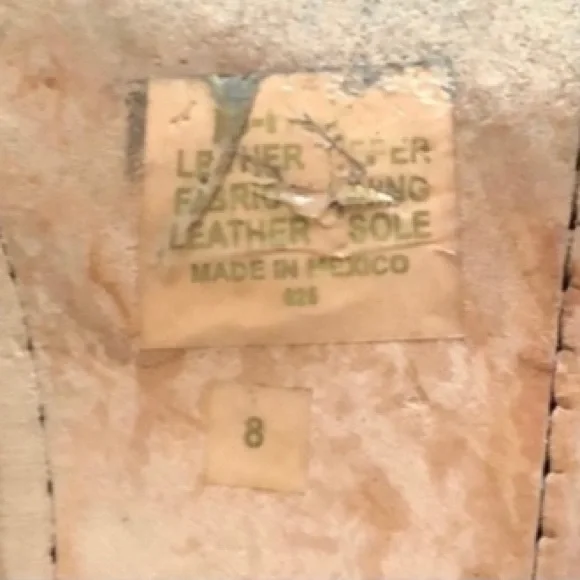 LEATHER UPPER
FABRIC LINING
LEATHER SOLE
MADE IN MEXICO
8